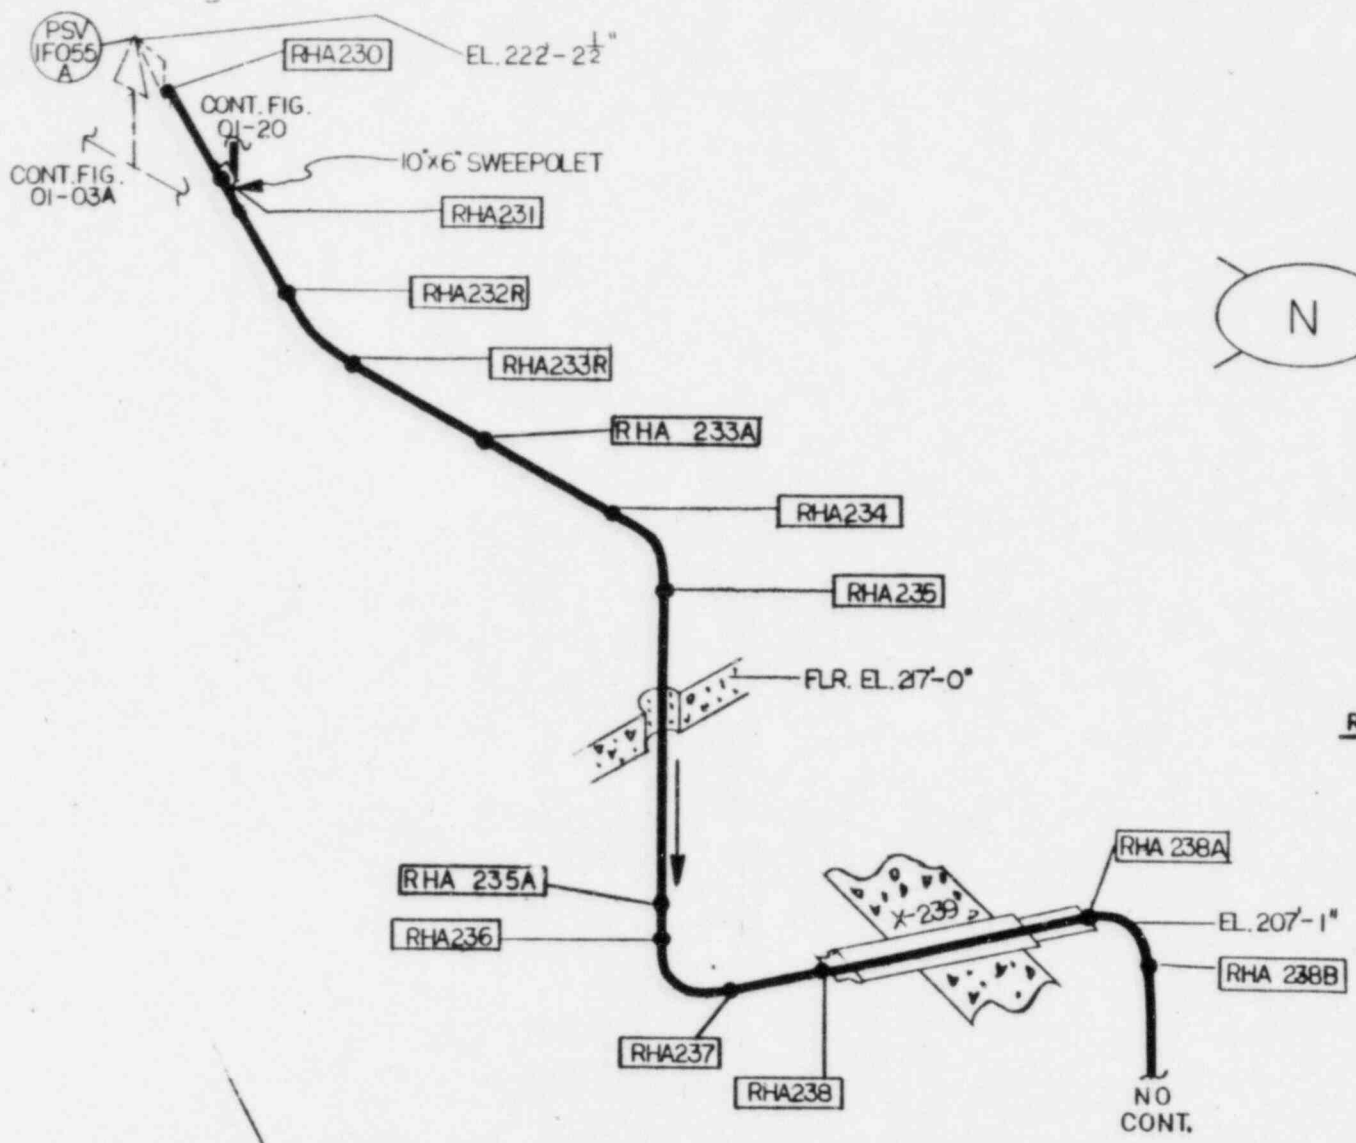 PSV
1F055
A
RHA230
EL. 222'-2½"
CONT. FIG.
01-20
10"X6" SWEEPOLET
CONT. FIG.
01-03A
RHA231
RHA232R
N
RHA233R
RHA 233A
RHA234
RHA235
FLR. EL. 217'-0"
R
RHA 238A
RHA 235A
X-239
EL. 207'-1"
RHA236
RHA 238B
RHA237
RHA238
NO
CONT.